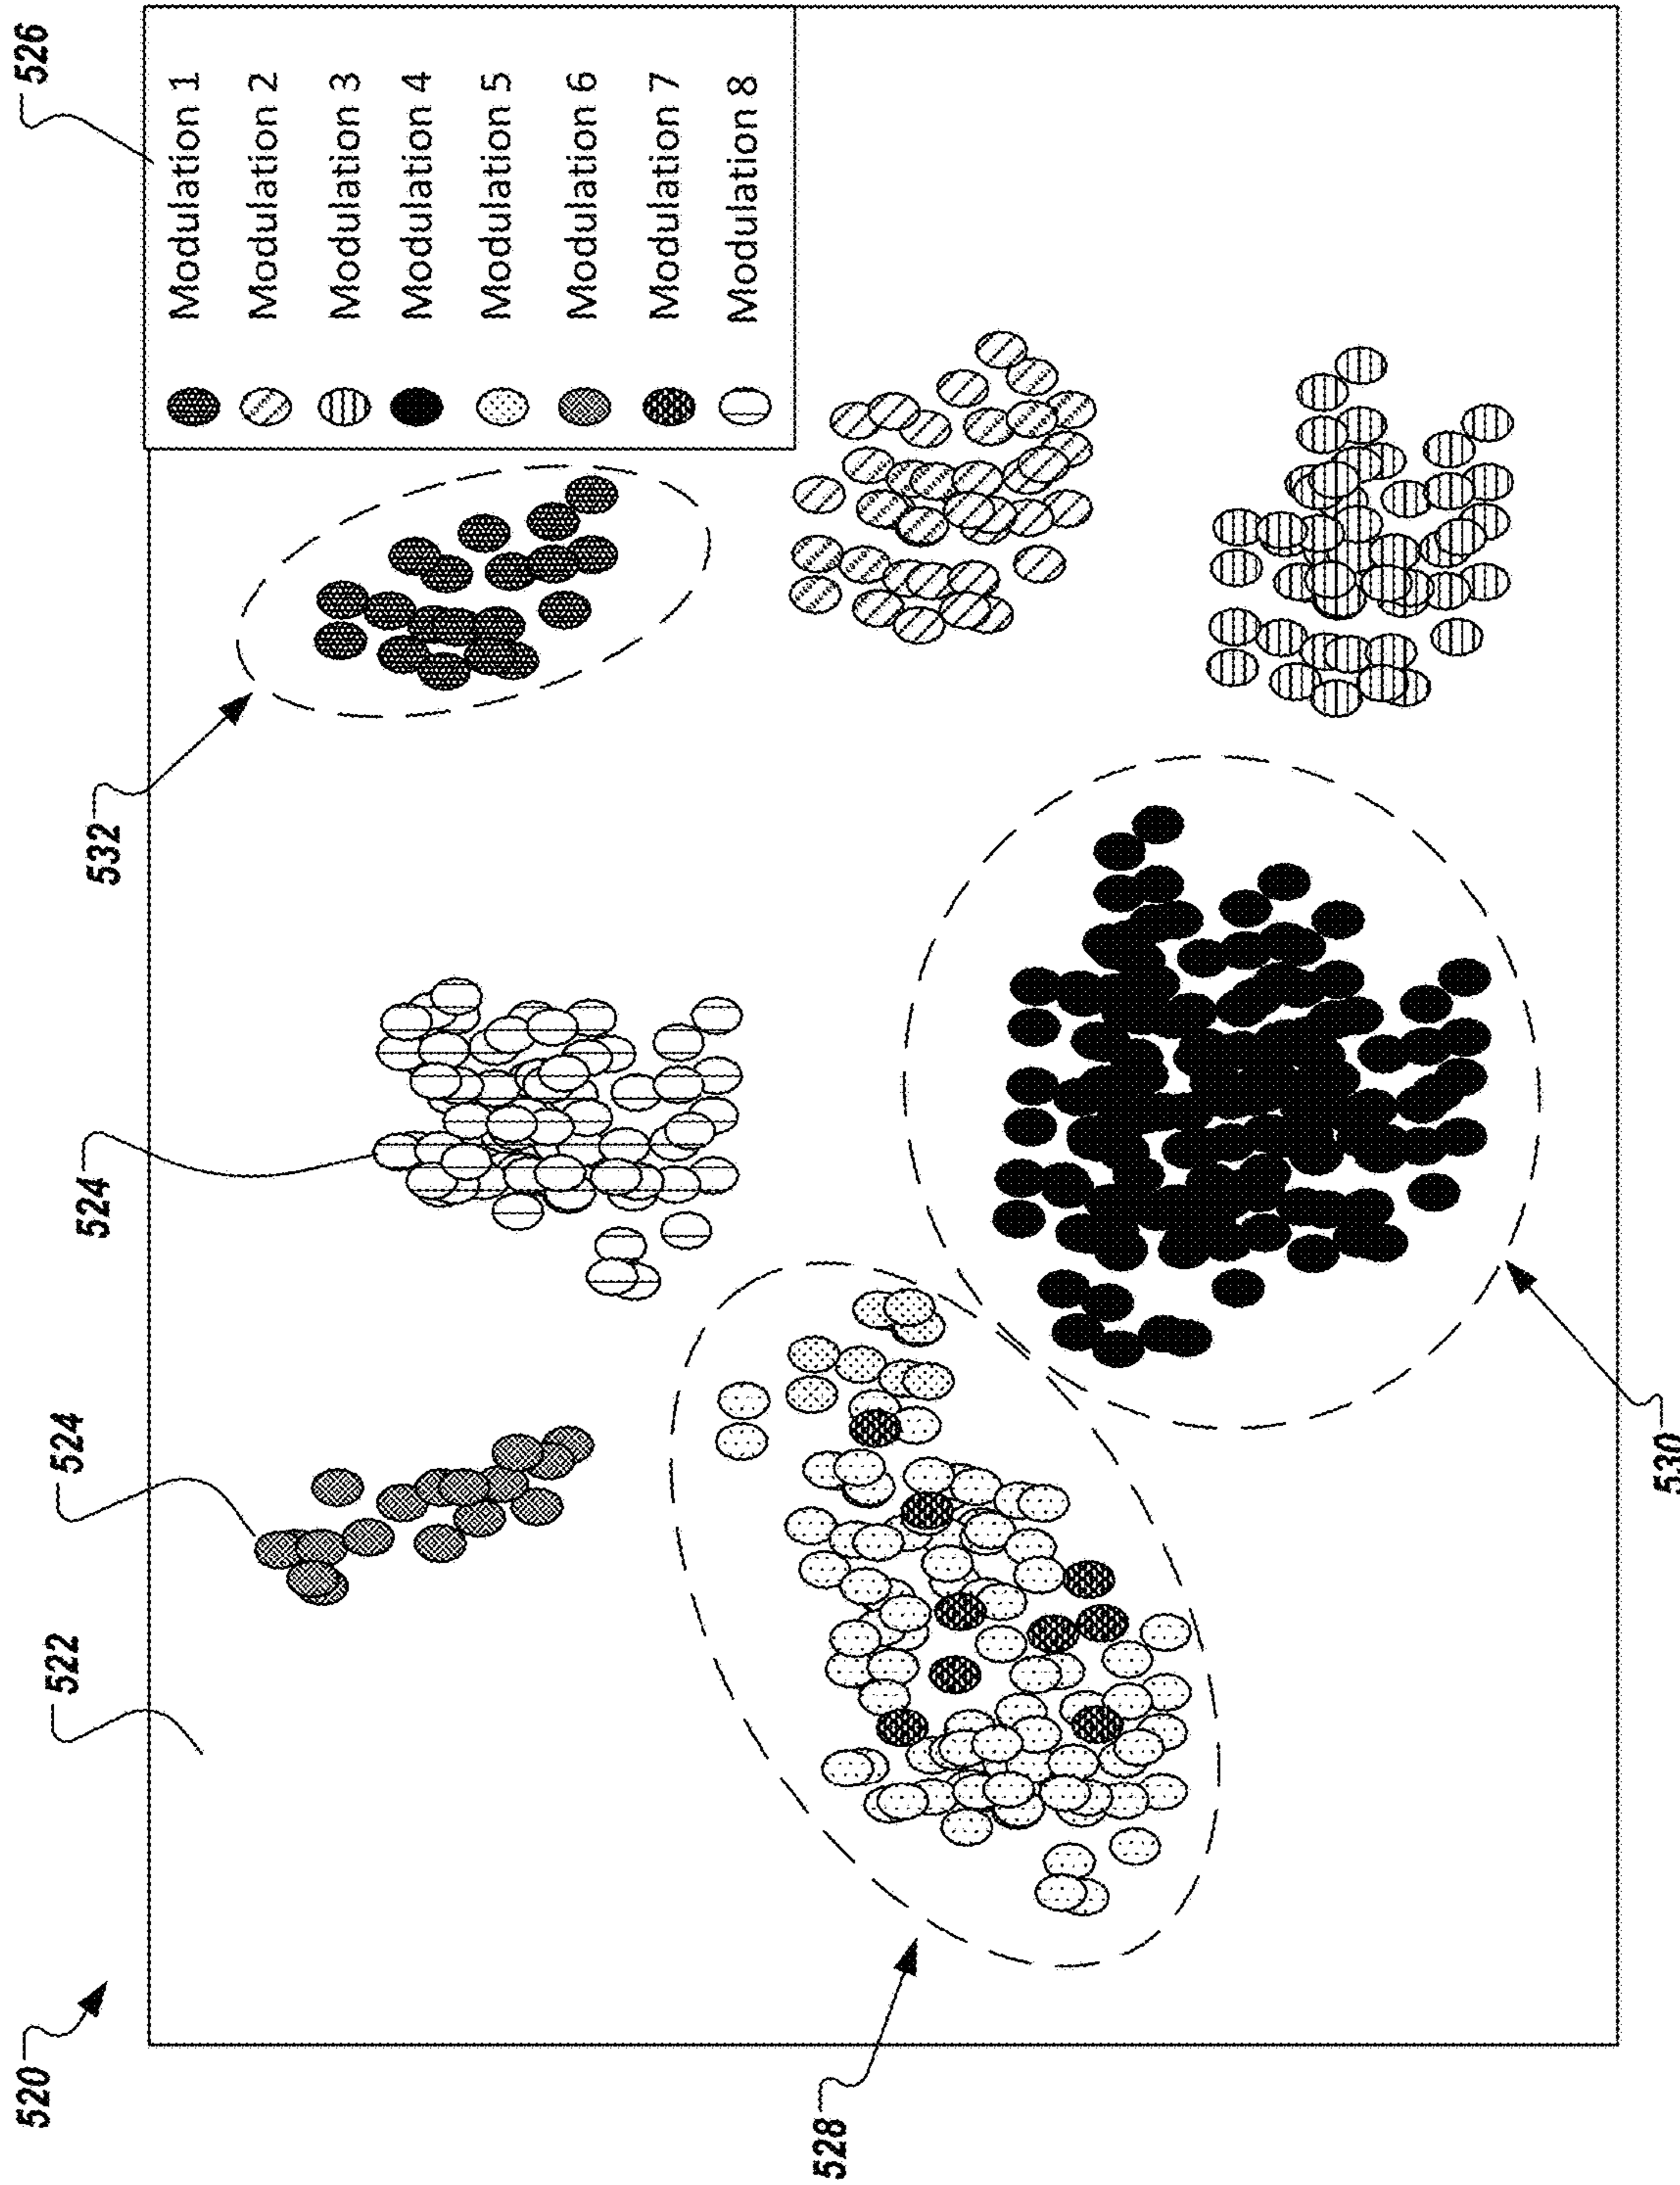 526
Modulation 1
Modulation 2
Modulation 3
Modulation 4
Modulation 5
Modulation 6
Modulation 7
Modulation 8
520
522
524
524
532
528
530